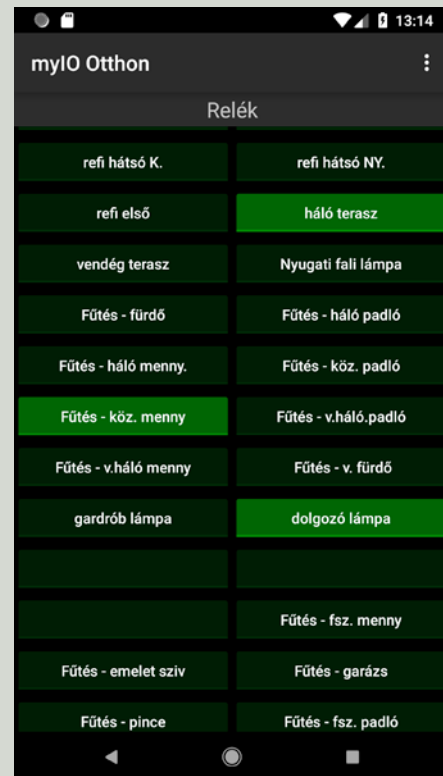 13:14
myIO Otthon
Relék
refi hátsó K.
refi hátsó NY.
refi első
háló terasz
vendég terasz
Nyugati fali lámpa
Fűtés - fürdő
Fűtés - háló padló
Fűtés - háló menny.
Fűtés - köz. padló
Fűtés - köz. menny
Fűtés - v.háló.padló
Fűtés - v.háló menny
Fűtés - v. fürdő
gardrób lámpa
dolgozó lámpa
Fűtés - fsz. menny
Fűtés - emelet sziv
Fűtés - garázs
Fűtés - pince
Fűtés - fsz. padló